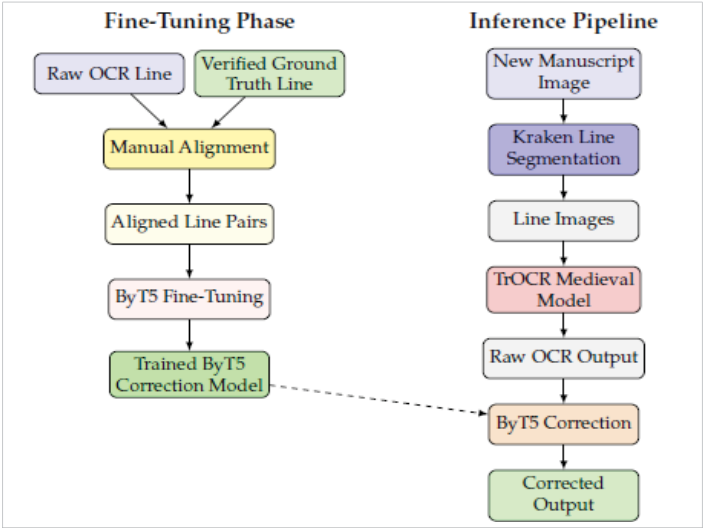 Fine-Tuning Phase
Raw OCR Line
Verified Ground
Truth Line
Manual Alignment
Aligned Line Pairs
ByT5 Fine-Tuning
Trained ByT5
Correction Model
Inference Pipeline
New Manuscript
Image
Kraken Line
Segmentation
Line Images
TrOCR Medieval
Model
Raw OCR Output
ByT5 Correction
Corrected
Output